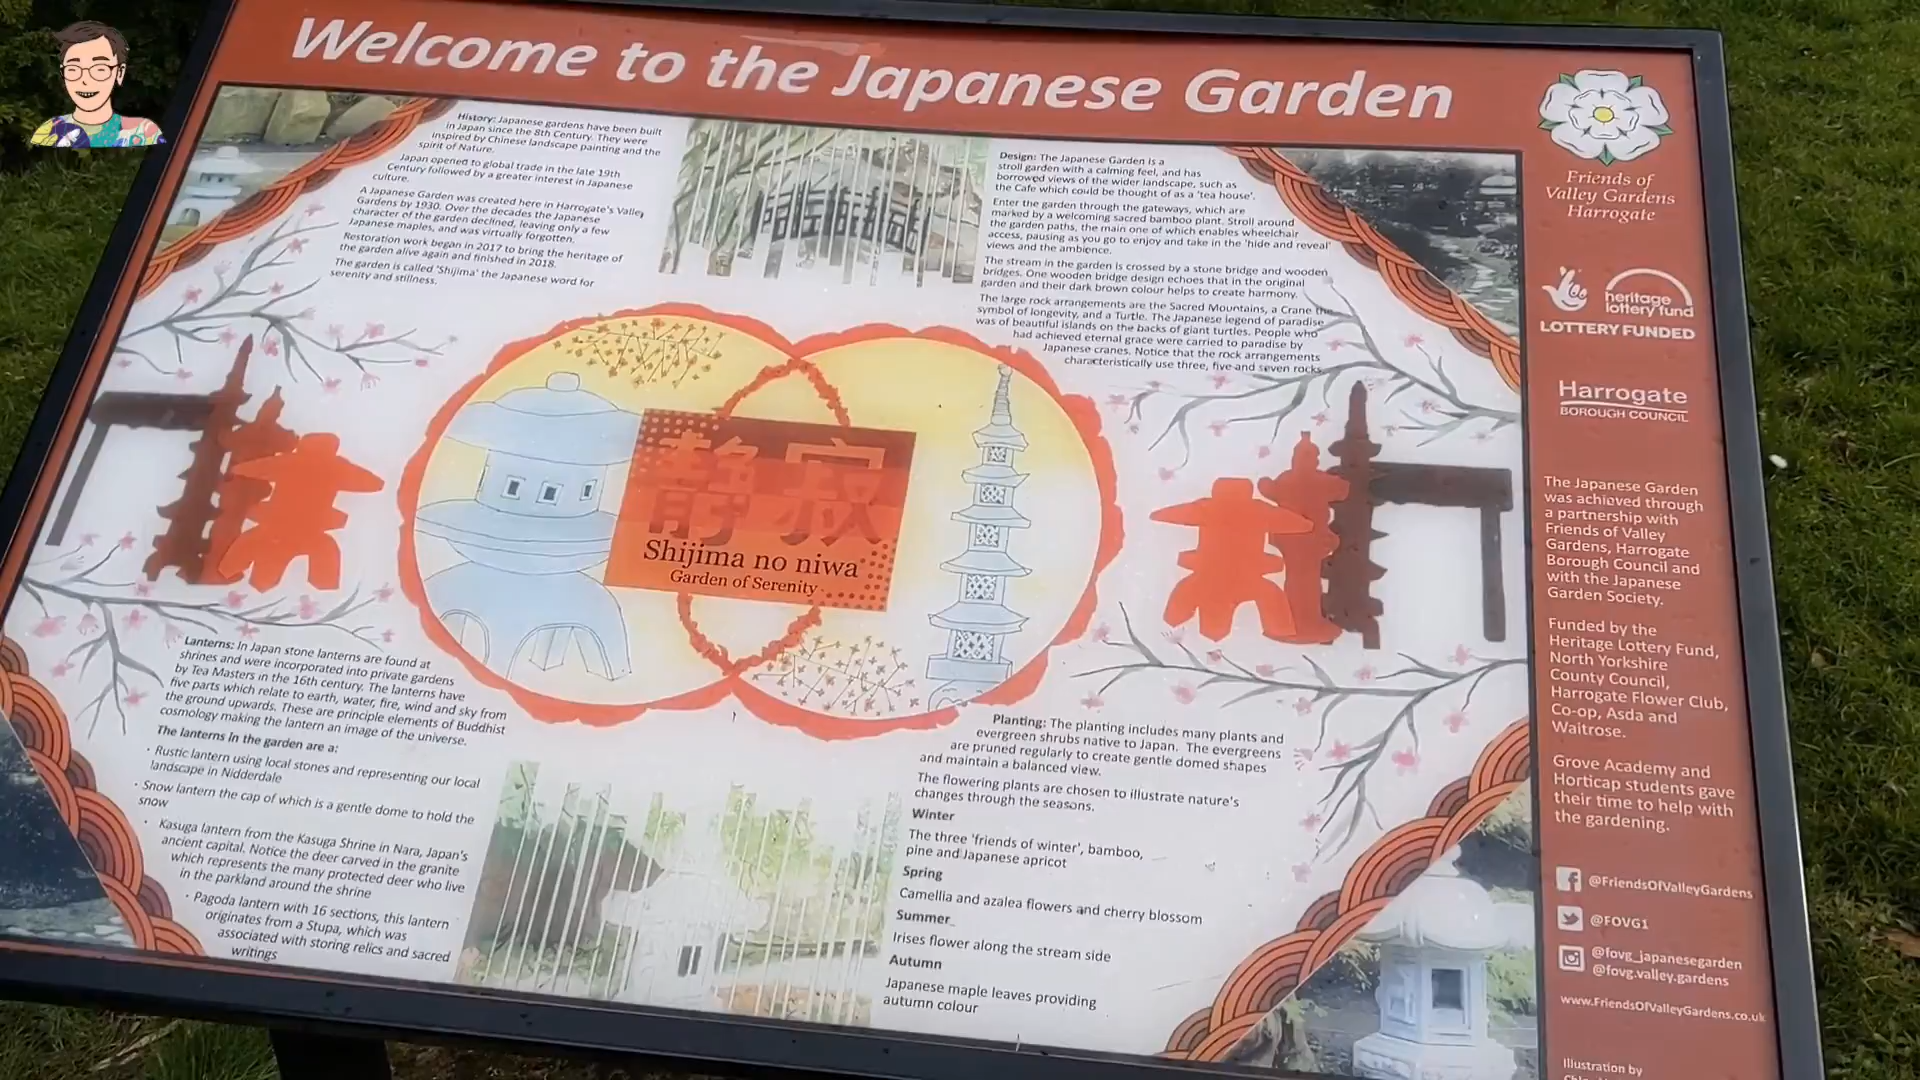 Welcome to the Japanese Garden
History: Japanese gardens have been built
in Japan since the 8th Century. They were
inspired by Chinese landscape painting and the
spirit of Nature.
Japan opened to global trade in the late 19th
Century followed by a greater interest in Japanese
culture.
A Japanese Garden was created here in Harrogate's Valley
Gardens by 1930. Over the decades the Japanese
character of the garden declined, leaving only a few
Japanese maples, and was virtually forgotten.
Restoration work began in 2017 to bring the heritage of
the garden alive again and finished in 2018.
The garden is called 'Shijima' the Japanese word for
serenity and stillness.
Design: The Japanese Garden is a
stroll garden with a calming feel, and has
borrowed views of the wider landscape, such as
the Cafe which could be thought of as a 'tea house'.
Enter the garden through the gateways, which are
marked by a welcoming sacred bamboo plant. Stroll around
the garden paths, the main one of which enables wheelchair
access, pausing as you go to enjoy and take in the 'hide and reveal'
views and the ambience.
The stream in the garden is crossed by a stone bridge and wooden
bridges. One wooden bridge design echoes that in the original
garden and their dark brown colour helps to create harmony.
The large rock arrangements are the Sacred Mountains, a Crane the
symbol of longevity, and a Turtle. The Japanese legend of paradise
was of beautiful islands on the backs of giant turtles. People who
had achieved eternal grace were carried to paradise by
Japanese cranes. Notice that the rock arrangements
characteristically use three, five and seven rocks
静寂
Shijima no niwa
Garden of Serenity
Lanterns: In Japan stone lanterns are found at
shrines and were incorporated into private gardens
by Tea Masters in the 16th century. The lanterns have
five parts which relate to earth, water, fire, wind and sky from
the ground upwards. These are principle elements of Buddhist
cosmology making the lantern an image of the universe.
The lanterns in the garden are a:
· Rustic lantern using local stones and representing our local
landscape in Nidderdale
· Snow lantern the cap of which is a gentle dome to hold the
snow
· Kasuga lantern from the Kasuga Shrine in Nara, Japan's
ancient capital. Notice the deer carved in the granite
which represents the many protected deer who live
in the parkland around the shrine
· Pagoda lantern with 16 sections, this lantern
originates from a Stupa, which was
associated with storing relics and sacred
writings
Planting: The planting includes many plants and
evergreen shrubs native to Japan. The evergreens
are pruned regularly to create gentle domed shapes
and maintain a balanced view.
The flowering plants are chosen to illustrate nature's
changes through the seasons.
Winter
The three 'friends of winter', bamboo,
pine and Japanese apricot
Spring
Camellia and azalea flowers and cherry blossom
Summer
Irises flower along the stream side
Autumn
Japanese maple leaves providing
autumn colour
Friends of
Valley Gardens
Harrogate
heritage
lottery fund
LOTTERY FUNDED
Harrogate
BOROUGH COUNCIL
The Japanese Garden
was achieved through
a partnership with
Friends of Valley
Gardens, Harrogate
Borough Council and
with the Japanese
Garden Society.
Funded by the
Heritage Lottery Fund,
North Yorkshire
County Council,
Harrogate Flower Club,
Co-op, Asda and
Waitrose.
Grove Academy and
Horticap students gave
their time to help with
the gardening.
@FriendsOfValleyGardens
@FOVG1
@fovg_japanesegarden
@fovg.valley.gardens
www.FriendsOfValleyGardens.co.uk
Illustration by